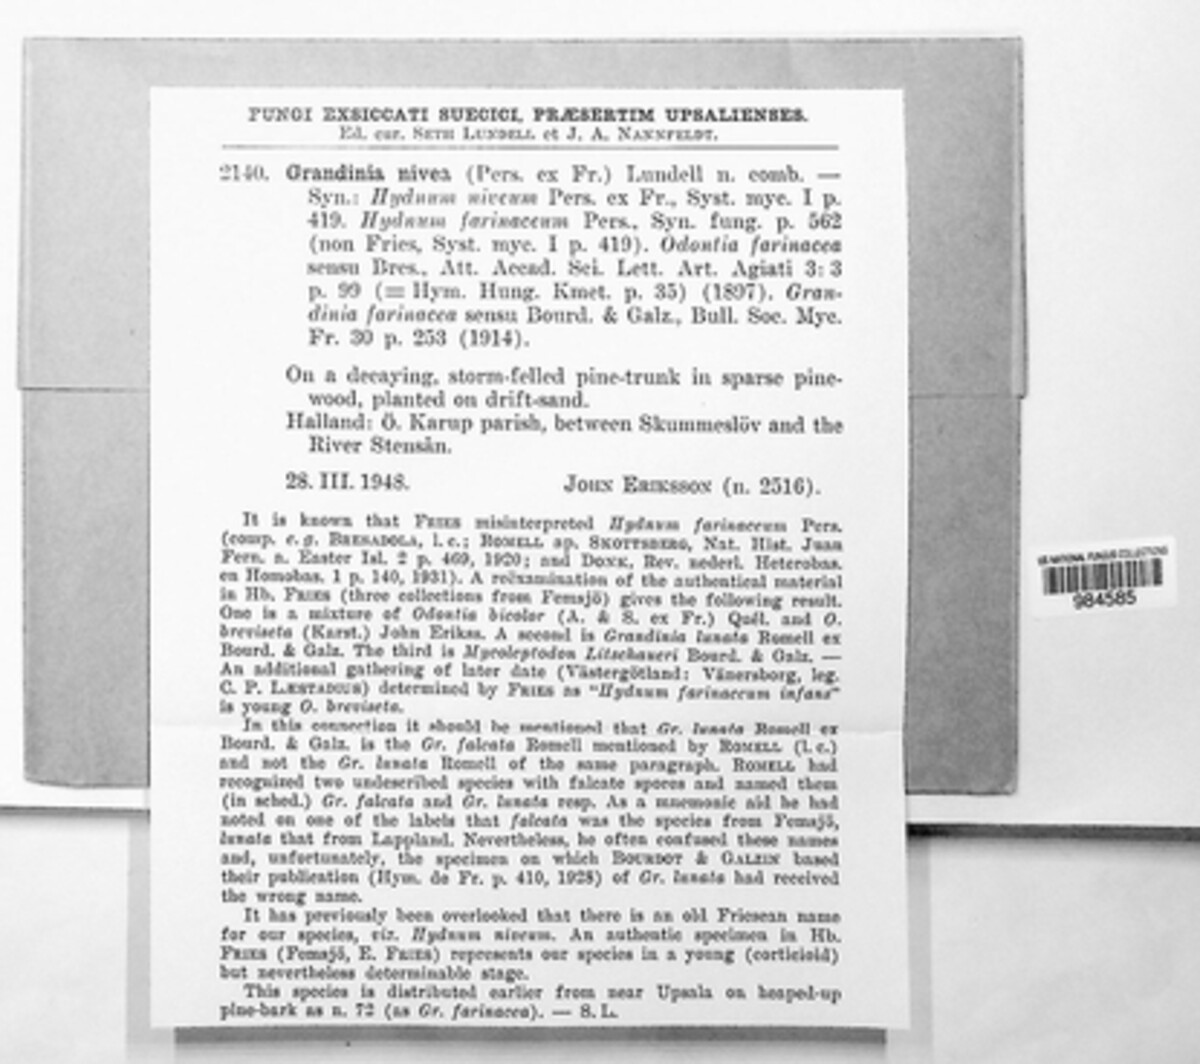 FUNGI EXSICCATI SUECICI, PRÆSERTIM UPSALIENSES.
Ed. cur. SETH LUNDELL et J. A. NANNFELDT.
2140. Grandinia nivea (Pers. ex Fr.) Lundell n. comb. —
Syn.: Hydnum niveum Pers. ex Fr., Syst. myc. I p.
419. Hydnum farinaceum Pers., Syn. fung. p. 562
(non Fries, Syst. myc. I p. 419). Odontia farinacea
sensu Bres., Att. Accad. Sci. Lett. Art. Agiati 3: 3
p. 99 (= Hym. Hung. Kmet. p. 35) (1897). Gran-
dinia farinacea sensu Bourd. & Galz., Bull. Soc. Myc.
Fr. 30 p. 253 (1914).
On a decaying, storm-felled pine-trunk in sparse pine-
wood, planted on drift-sand.
Halland: Ö. Karup parish, between Skummeslöv and the
River Stensån.
28. III. 1948. JOHN ERIKSSON (n. 2516).
It is known that FRIES misinterpreted Hydnum farinaceum Pers.
(comp. e. g. BRESADOLA, l. c.; ROMELL ap. SKOTTSBERG, Nat. Hist. Juan
Fern. a. Easter Isl. 2 p. 469, 1920; and DONK, Rev. nederl. Heterobas.
en Homobas. 1 p. 140, 1931). A reëxamination of the authentical material
in Hb. FRIES (three collections from Femsjö) gives the following result.
One is a mixture of Odontia bicolor (A. & S. ex Fr.) Quél. and O.
breviseta (Karst.) John Erikss. A second is Grandinia lunata Romell ex
Bourd. & Galz. The third is Mycoleptodon Litschaueri Bourd. & Galz. —
An additional gathering of later date (Västergötland: Vänersborg, leg.
C. P. LÆSTADIUS) determined by FRIES as "Hydnum farinaceum infans"
is young O. breviseta.
In this connection it should be mentioned that Gr. lunata Romell ex
Bourd. & Galz. is the Gr. falcata Romell mentioned by ROMELL (l. c.)
and not the Gr. lunata Romell of the same paragraph. ROMELL had
recognized two undescribed species with falcate spores and named them
(in sched.) Gr. falcata and Gr. lunata resp. As a mnemonic aid he had
noted on one of the labels that falcata was the species from Femsjö,
lunata that from Lappland. Nevertheless, he often confused these names
and, unfortunately, the specimen on which BOURDOT & GALZIN based
their publication (Hym. de Fr. p. 410, 1928) of Gr. lunata had received
the wrong name.
It has previously been overlooked that there is an old Friesean name
for our species, viz. Hydnum niveum. An authentic specimen in Hb.
FRIES (Femsjö, E. FRIES) represents our species in a young (corticioid)
but nevertheless determinable stage.
This species is distributed earlier from near Upsala on heaped-up
pine-bark as n. 72 (as Gr. farinacea). — S. L.
US NATIONAL FUNGUS COLLECTIONS
984585